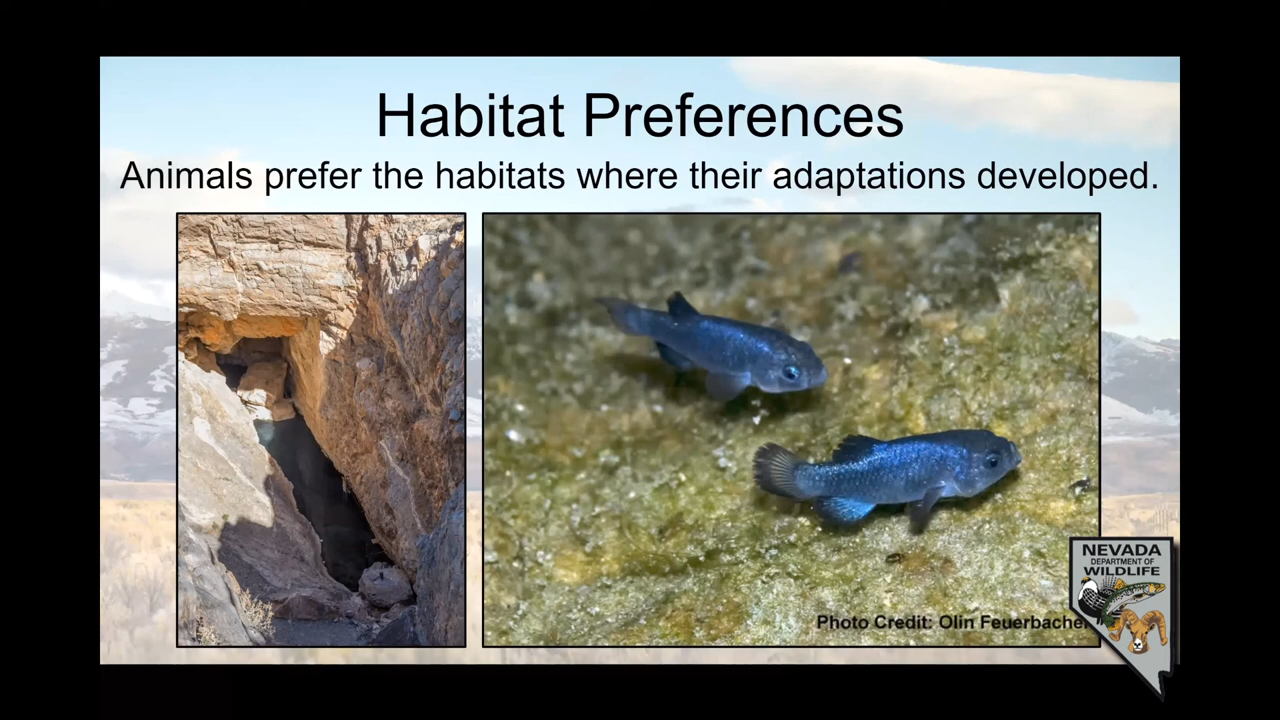 Habitat Preferences
Animals prefer the habitats where their adaptations developed.
Photo Credit: Olin Feuerbacher
NEVADA
DEPARTMENT OF
WILDLIFE